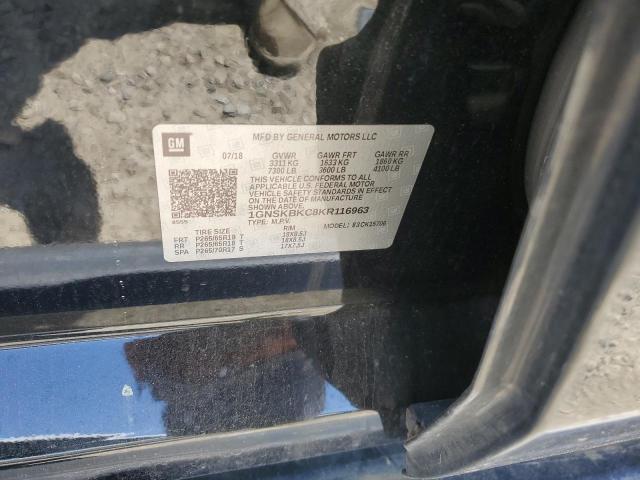 GM
MFD BY GENERAL MOTORS LLC
07/18 GVWR GAWR FRT GAWR RR
3311 KG 1633 KG 1860 KG
7300 LB 3600 LB 4100 LB
THIS VEHICLE CONFORMS TO ALL
APPLICABLE U.S. FEDERAL MOTOR
VEHICLE SAFETY STANDARDS IN EFFECT
ON THE DATE OF MANUFACTURE SHOWN ABOVE.
1GNSKBKC8KR116963
TYPE: M.P.V. MODEL: 83CK15706
TIRE SIZE RIM
FRT P265/65R18 T 18X8.5J
RR P265/65R18 T 18X8.5J
SPA P265/70R17 S 17X7.5J